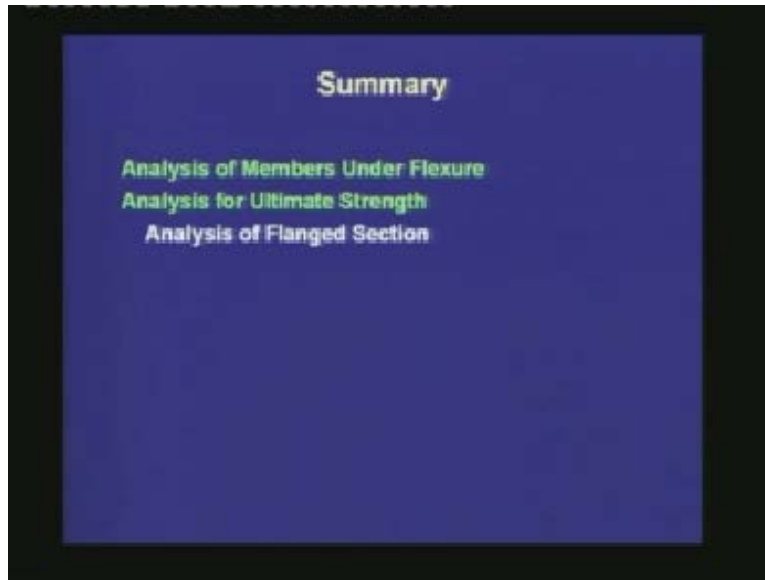 Summary
Analysis of Members Under Flexure
Analysis for Ultimate Strength
Analysis of Flanged Section